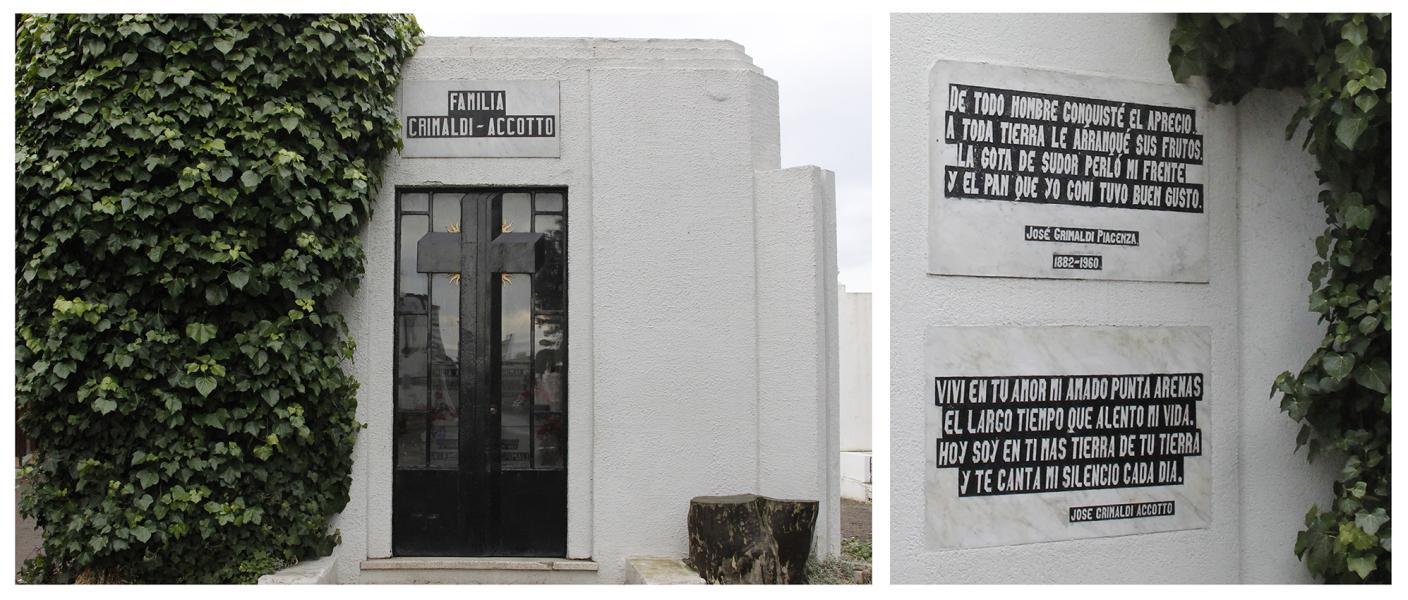 FAMILIA
GRIMALDI - ACCOTTO
DE TODO HOMBRE CONQUISTÉ EL APRECIO.
A TODA TIERRA LE ARRANQUÉ SUS FRUTOS.
LA GOTA DE SUDOR PERLÓ MI FRENTE
Y EL PAN QUE YO COMI TUVO BUEN GUSTO.
JOSÉ GRIMALDI PIACENZA.
1882-1960.
VIVI EN TU AMOR MI AMADO PUNTA ARENAS
EL LARGO TIEMPO QUE ALENTO MI VIDA.
HOY SOY EN TI MAS TIERRA DE TU TIERRA
Y TE CANTA MI SILENCIO CADA DIA.
JOSE GRIMALDI ACCOTTO